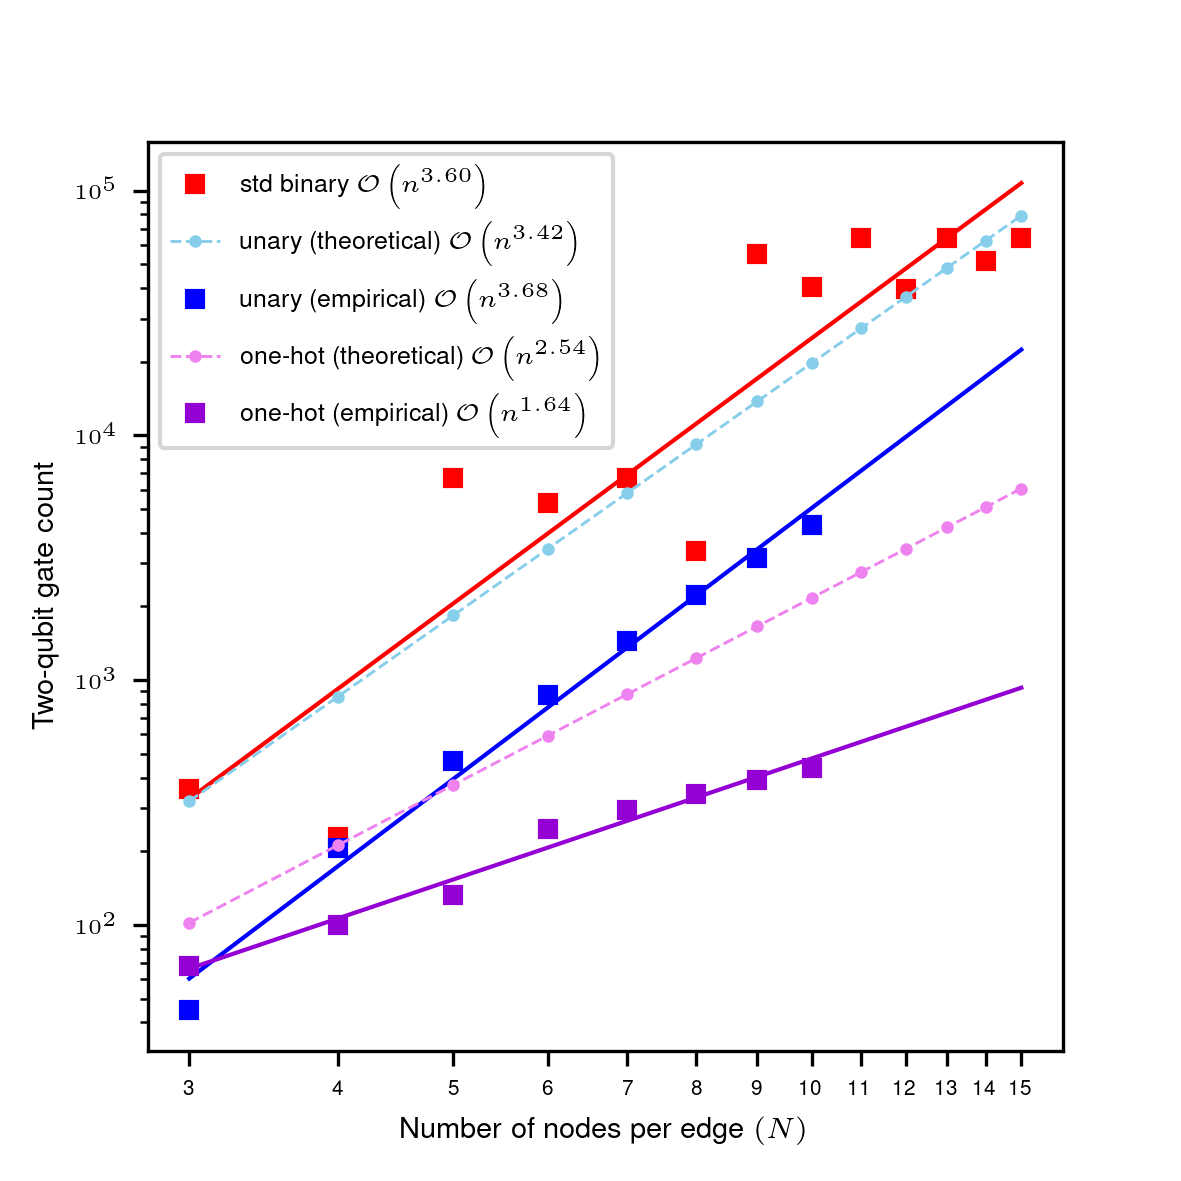 std binary 𝒪 (n^3.60)
unary (theoretical) 𝒪 (n^3.42)
unary (empirical) 𝒪 (n^3.68)
one-hot (theoretical) 𝒪 (n^2.54)
one-hot (empirical) 𝒪 (n^1.64)
10^5
10^4
10^3
10^2
Two-qubit gate count
3 4 5 6 7 8 9 10 11 12 13 14 15
Number of nodes per edge (N)